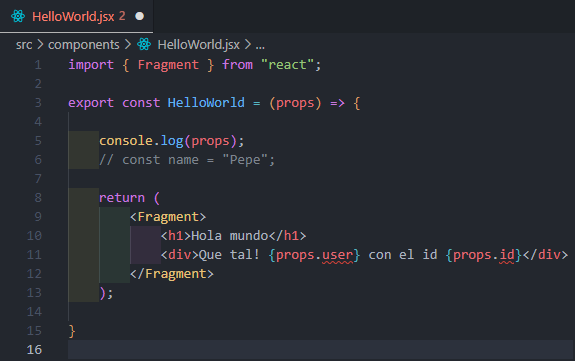 HelloWorld.jsx 2 ●
src > components > HelloWorld.jsx > ...
1 import { Fragment } from "react";
2
3 export const HelloWorld = (props) => {
4
5 console.log(props);
6 // const name = "Pepe";
7
8 return (
9 <Fragment>
10 <h1>Hola mundo</h1>
11 <div>Que tal! {props.user} con el id {props.id}</div>
12 </Fragment>
13 );
14
15 }
16